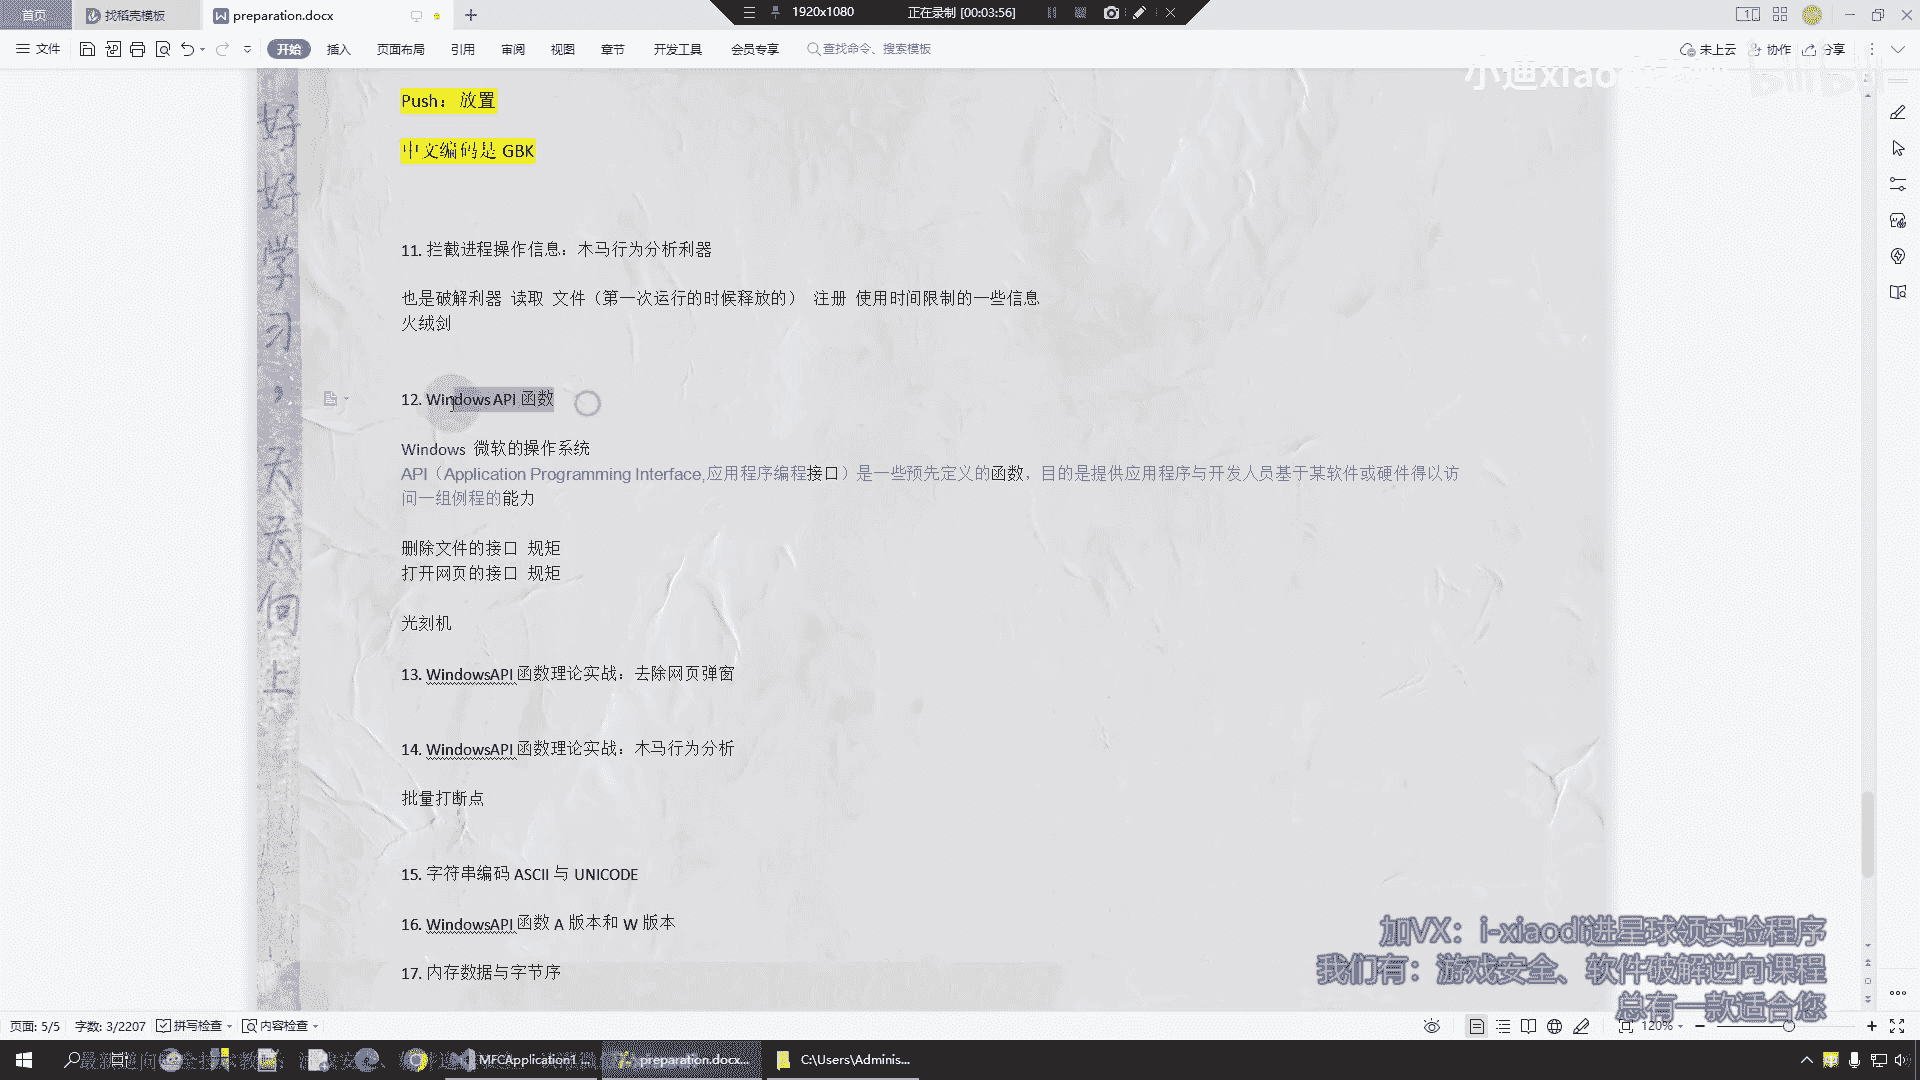 首页
找稻壳模板
preparation.docx
1920x1080
正在录制 [00:03:56]
文件
开始
插入
页面布局
引用
审阅
视图
章节
开发工具
会员专享
查找命令、搜索模板
未上云
协作
分享
小迪xiao
bilibili
好好学习，天天向上
Push：放置
中文编码是 GBK
11. 拦截进程操作信息：木马行为分析利器
也是破解利器 读取 文件（第一次运行的时候释放的） 注册 使用时间限制的一些信息
火绒剑
12. Windows API 函数
Windows 微软的操作系统
API（Application Programming Interface,应用程序编程接口）是一些预先定义的函数，目的是提供应用程序与开发人员基于某软件或硬件得以访
问一组例程的能力
删除文件的接口 规矩
打开网页的接口 规矩
光刻机
13. WindowsAPI 函数理论实战：去除网页弹窗
14. WindowsAPI 函数理论实战：木马行为分析
批量打断点
15. 字符串编码 ASCII 与 UNICODE
16. WindowsAPI 函数 A 版本和 W 版本
17. 内存数据与字节序
加VX：i-xiaodi进星球领实验程序
我们有：游戏安全、软件破解逆向课程
总有一款适合您
页面: 5/5
字数: 3/2207
拼写检查
内容检查
120%
MFCApplication1
preparation.docx...
C:\Users\Adminis...